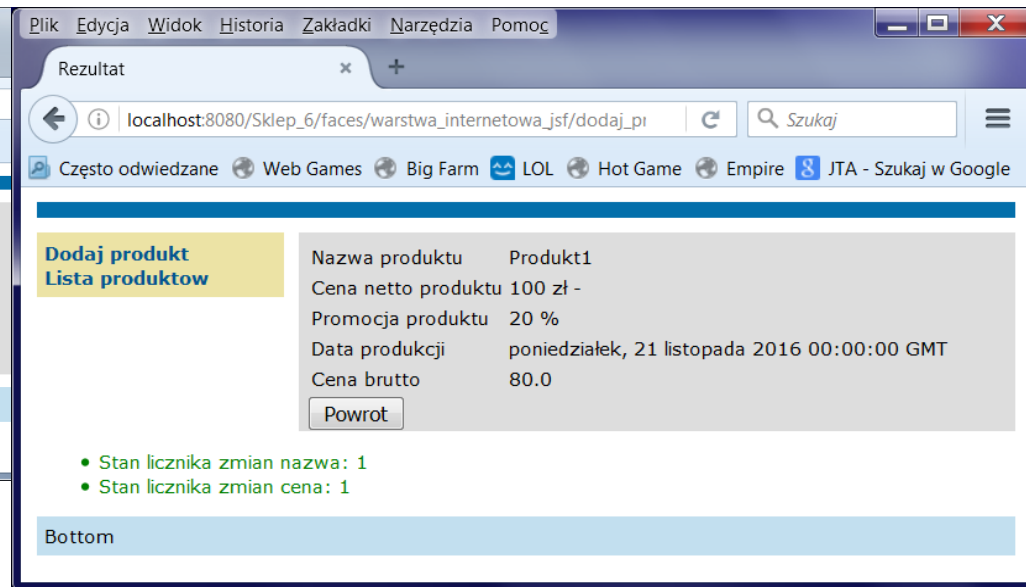 Plik Edycja Widok Historia Zakładki Narzędzia Pomoc
Rezultat
localhost:8080/Sklep_6/faces/warstwa_internetowa_jsf/dodaj_pr
Szukaj
Często odwiedzane Web Games Big Farm LOL Hot Game Empire 8 JTA - Szukaj w Google
Dodaj produkt
Lista produktow
Nazwa produktu Produkt1
Cena netto produktu 100 zł -
Promocja produktu 20 %
Data produkcji poniedziałek, 21 listopada 2016 00:00:00 GMT
Cena brutto 80.0
Powrot
• Stan licznika zmian nazwa: 1
• Stan licznika zmian cena: 1
Bottom